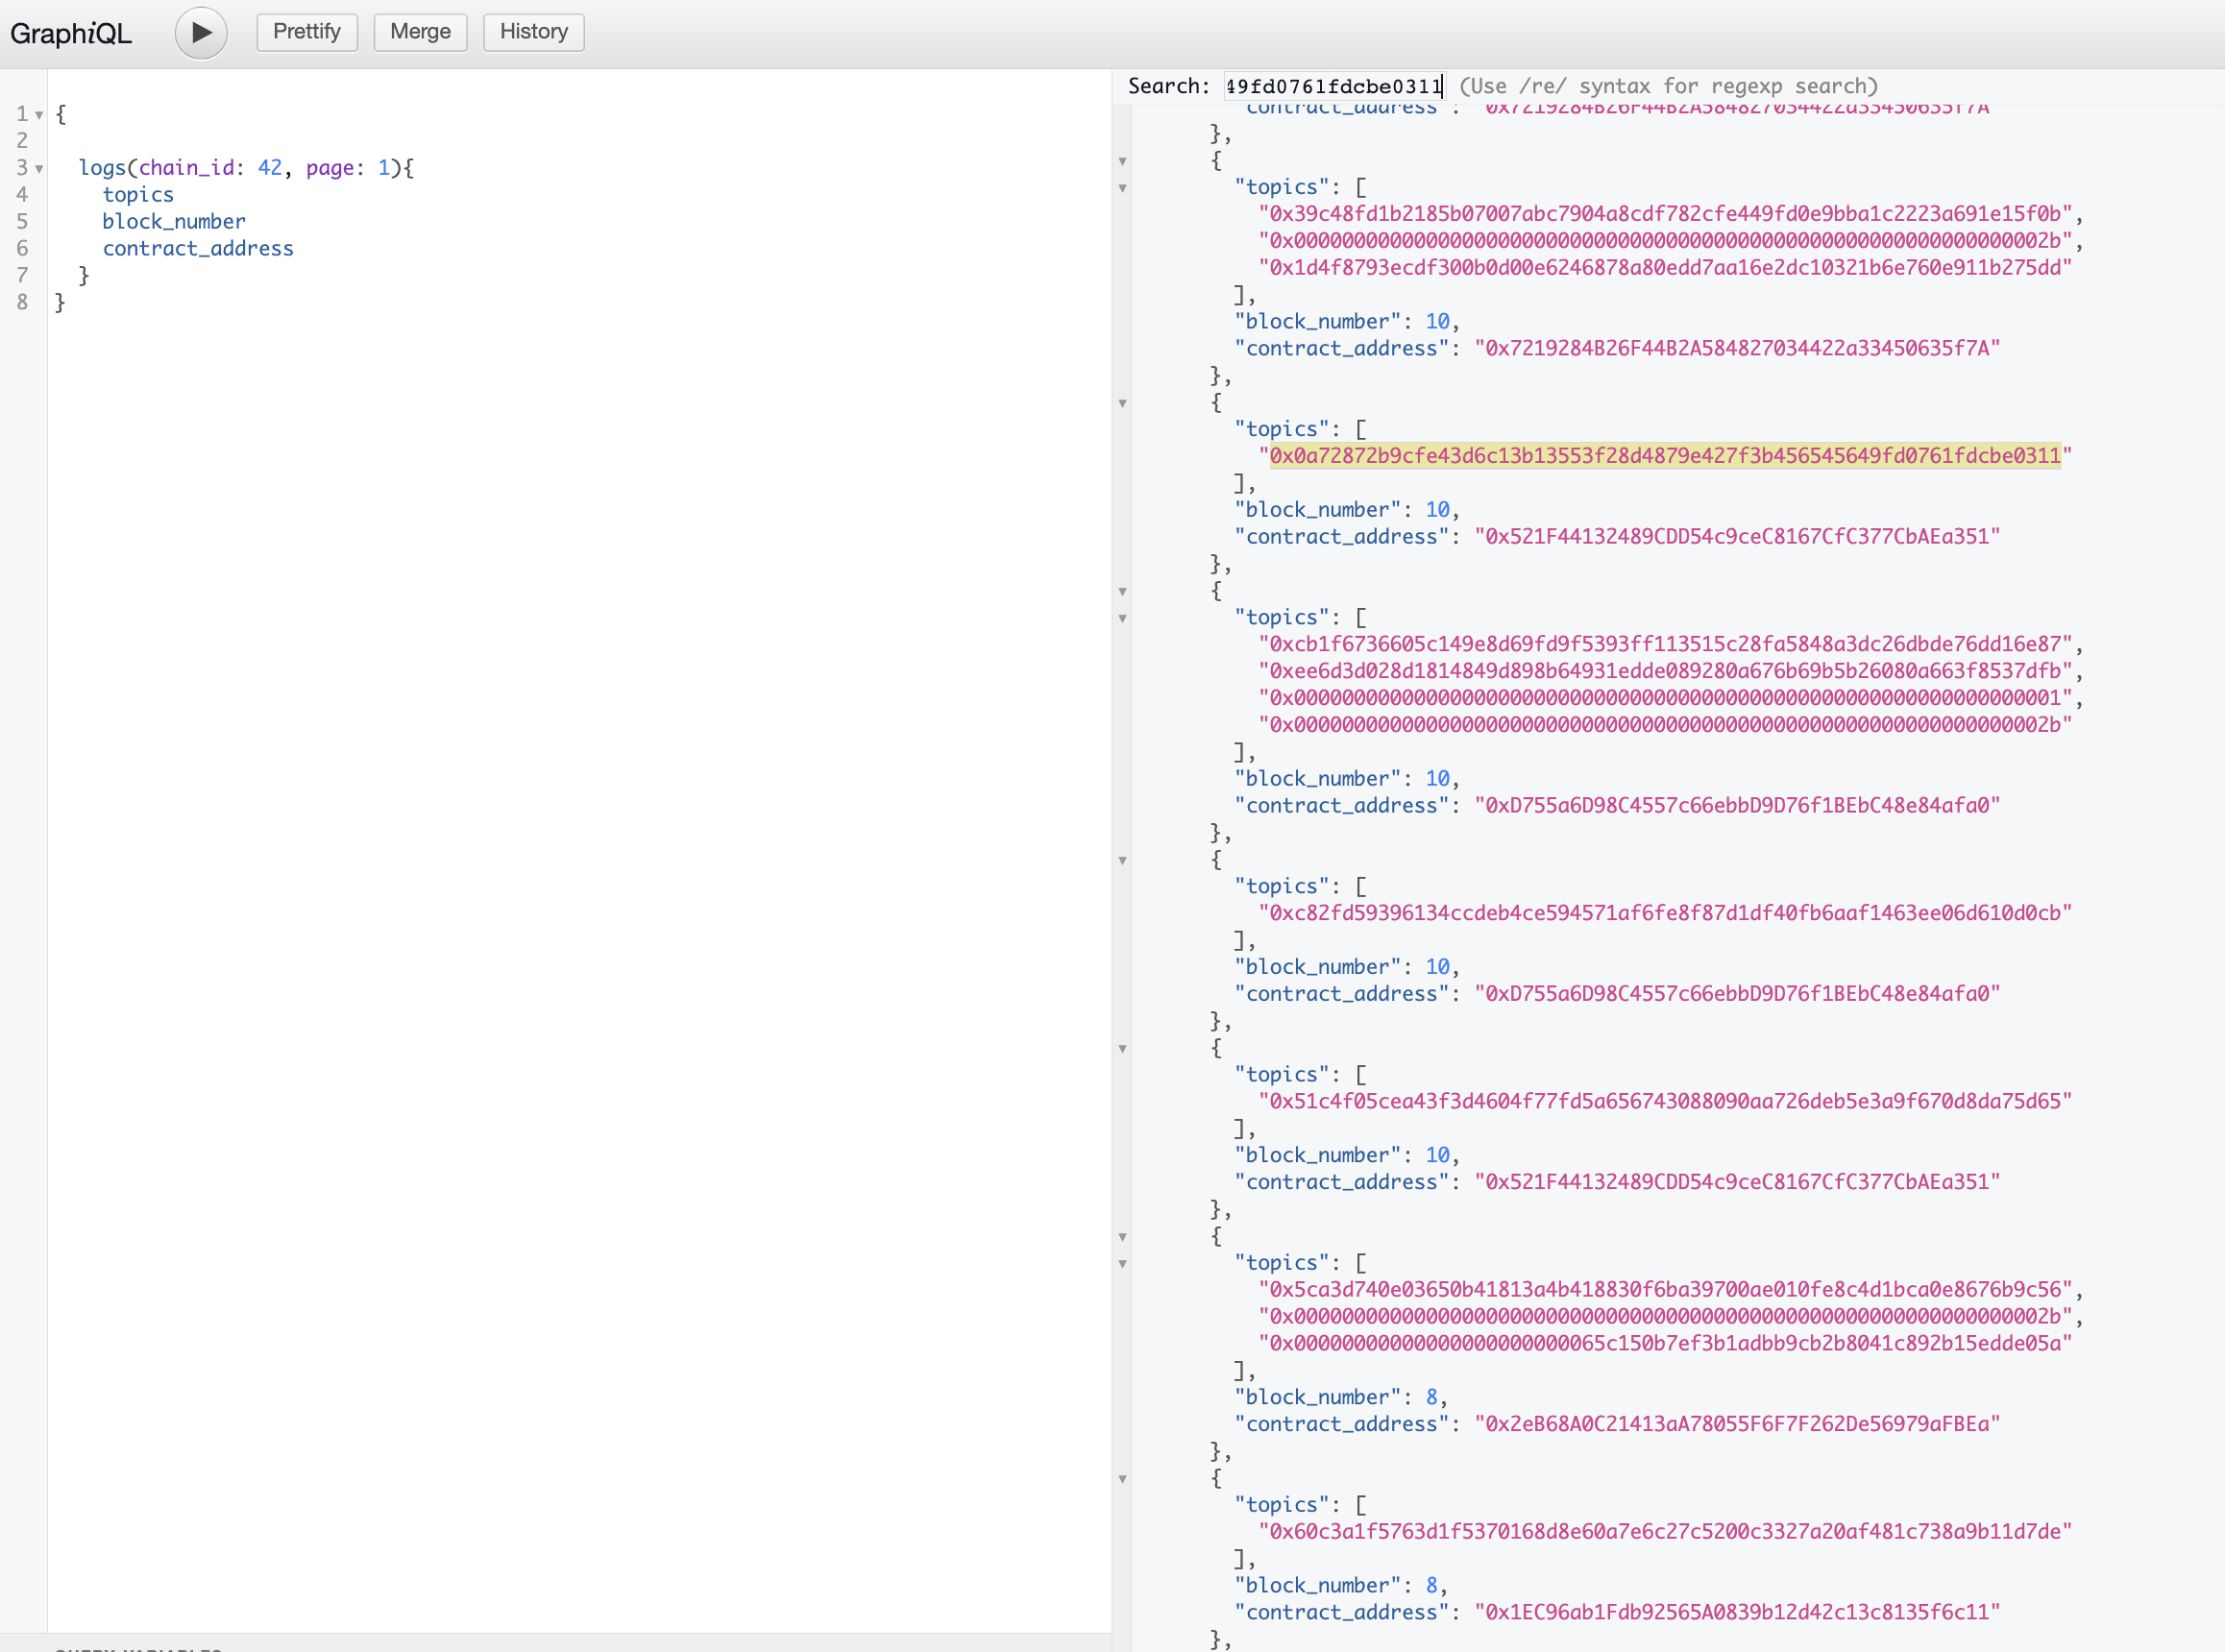 GraphiQL Prettify Merge History
1 {
2
3 logs(chain_id: 42, page: 1){
4 topics
5 block_number
6 contract_address
7 }
8 }
Search: 49fd0761fdcbe0311 (Use /re/ syntax for regexp search)
"contract_address": "0x7219284B26F44B2A584827034422a33450635f7A"
},
{
"topics": [
"0x39c48fd1b2185b07007abc7904a8cdf782cfe449fd0e9bba1c2223a691e15f0b",
"0x000000000000000000000000000000000000000000000000000000000000002b",
"0x1d4f8793ecdf300b0d00e6246878a80edd7aa16e2dc10321b6e760e911b275dd"
],
"block_number": 10,
"contract_address": "0x7219284B26F44B2A584827034422a33450635f7A"
},
{
"topics": [
"0x0a72872b9cfe43d6c13b13553f28d4879e427f3b456545649fd0761fdcbe0311"
],
"block_number": 10,
"contract_address": "0x521F44132489CDD54c9ceC8167CfC377CbAEa351"
},
{
"topics": [
"0xcb1f6736605c149e8d69fd9f5393ff113515c28fa5848a3dc26dbde76dd16e87",
"0xee6d3d028d1814849d898b64931edde089280a676b69b5b26080a663f8537dfb",
"0x0000000000000000000000000000000000000000000000000000000000000001",
"0x000000000000000000000000000000000000000000000000000000000000002b"
],
"block_number": 10,
"contract_address": "0xD755a6D98C4557c66ebbD9D76f1BEbC48e84afa0"
},
{
"topics": [
"0xc82fd59396134ccdeb4ce594571af6fe8f87d1df40fb6aaf1463ee06d610d0cb"
],
"block_number": 10,
"contract_address": "0xD755a6D98C4557c66ebbD9D76f1BEbC48e84afa0"
},
{
"topics": [
"0x51c4f05cea43f3d4604f77fd5a656743088090aa726deb5e3a9f670d8da75d65"
],
"block_number": 10,
"contract_address": "0x521F44132489CDD54c9ceC8167CfC377CbAEa351"
},
{
"topics": [
"0x5ca3d740e03650b41813a4b418830f6ba39700ae010fe8c4d1bca0e8676b9c56",
"0x000000000000000000000000000000000000000000000000000000000000002b",
"0x00000000000000000000000065c150b7ef3b1adbb9cb2b8041c892b15edde05a"
],
"block_number": 8,
"contract_address": "0x2eB68A0C21413aA78055F6F7F262De56979aFBEa"
},
{
"topics": [
"0x60c3a1f5763d1f5370168d8e60a7e6c27c5200c3327a20af481c738a9b11d7de"
],
"block_number": 8,
"contract_address": "0x1EC96ab1Fdb92565A0839b12d42c13c8135f6c11"
},
QUERY VARIABLES